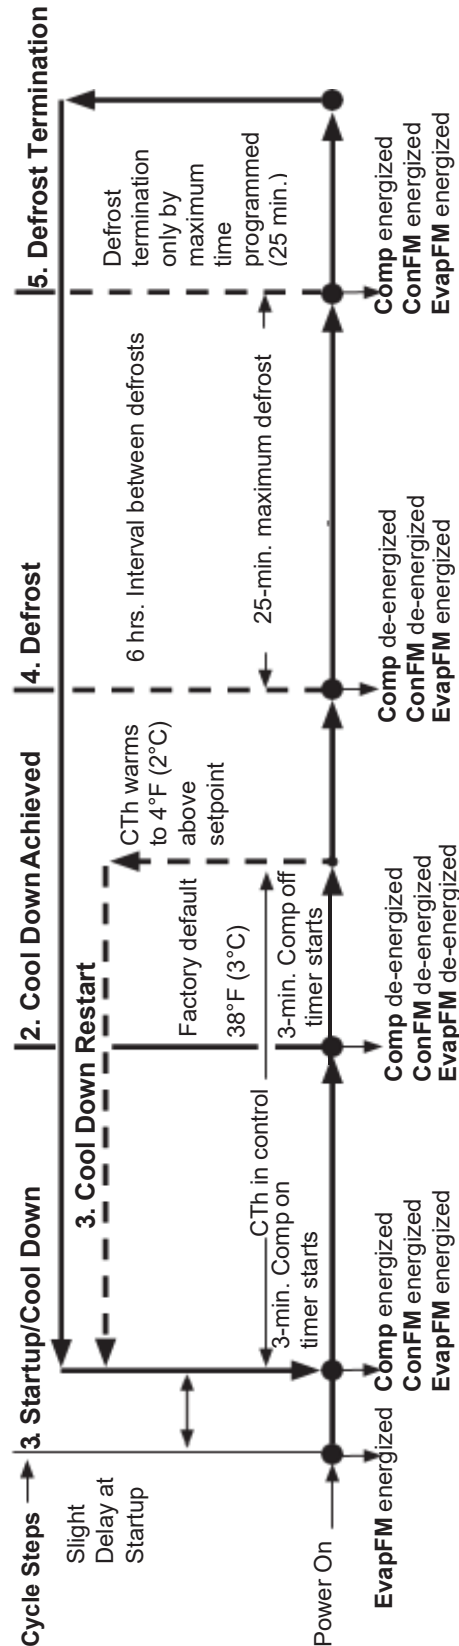 Cycle Steps
3. Startup/Cool Down
2. Cool Down Achieved
4. Defrost
5. Defrost Termination
Slight
Delay at
Startup
3. Cool Down Restart
Factory default
38°F (3°C)
CTh warms
to 4°F (2°C)
above
setpoint
6 hrs. Interval between defrosts
Defrost
termination
only by
maximum
time
programmed
(25 min.)
CTh in control
3-min. Comp on
timer starts
3-min. Comp off
timer starts
25-min. maximum defrost
Power On
EvapFM energized
Comp energized
ConFM energized
EvapFM energized
Comp de-energized
ConFM de-energized
EvapFM de-energized
Comp de-energized
ConFM de-energized
EvapFM energized
Comp energized
ConFM energized
EvapFM energized